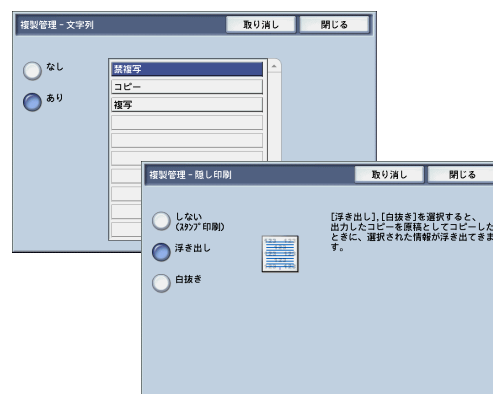 複製管理 - 文字列
取り消し
閉じる
なし
あり
禁複写
コピー
複写
複製管理 - 隠し印刷
取り消し
閉じる
しない
(スタンプ印刷)
浮き出し
白抜き
[浮き出し],[白抜き]を選択すると、
出力したコピーを原稿としてコピーした
ときに、選択された情報が浮き出てきま
す。